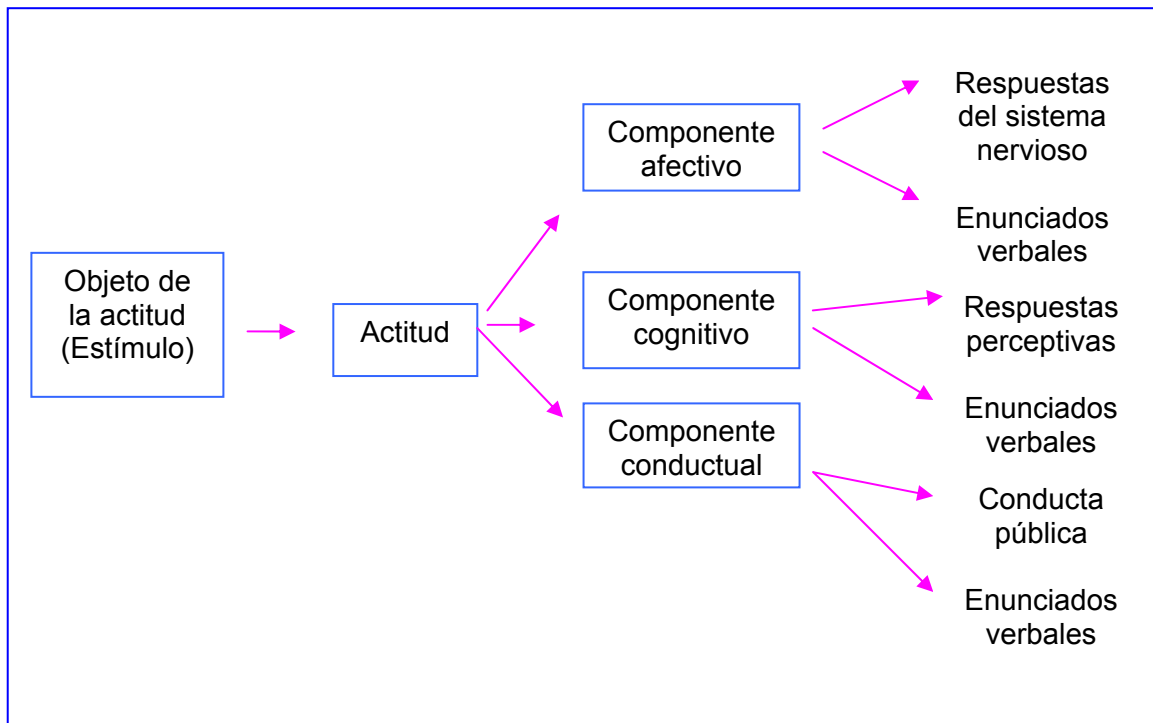 Objeto de
la actitud
(Estímulo)
Actitud
Componente
afectivo
Componente
cognitivo
Componente
conductual
Respuestas
del sistema
nervioso
Enunciados
verbales
Respuestas
perceptivas
Enunciados
verbales
Conducta
pública
Enunciados
verbales